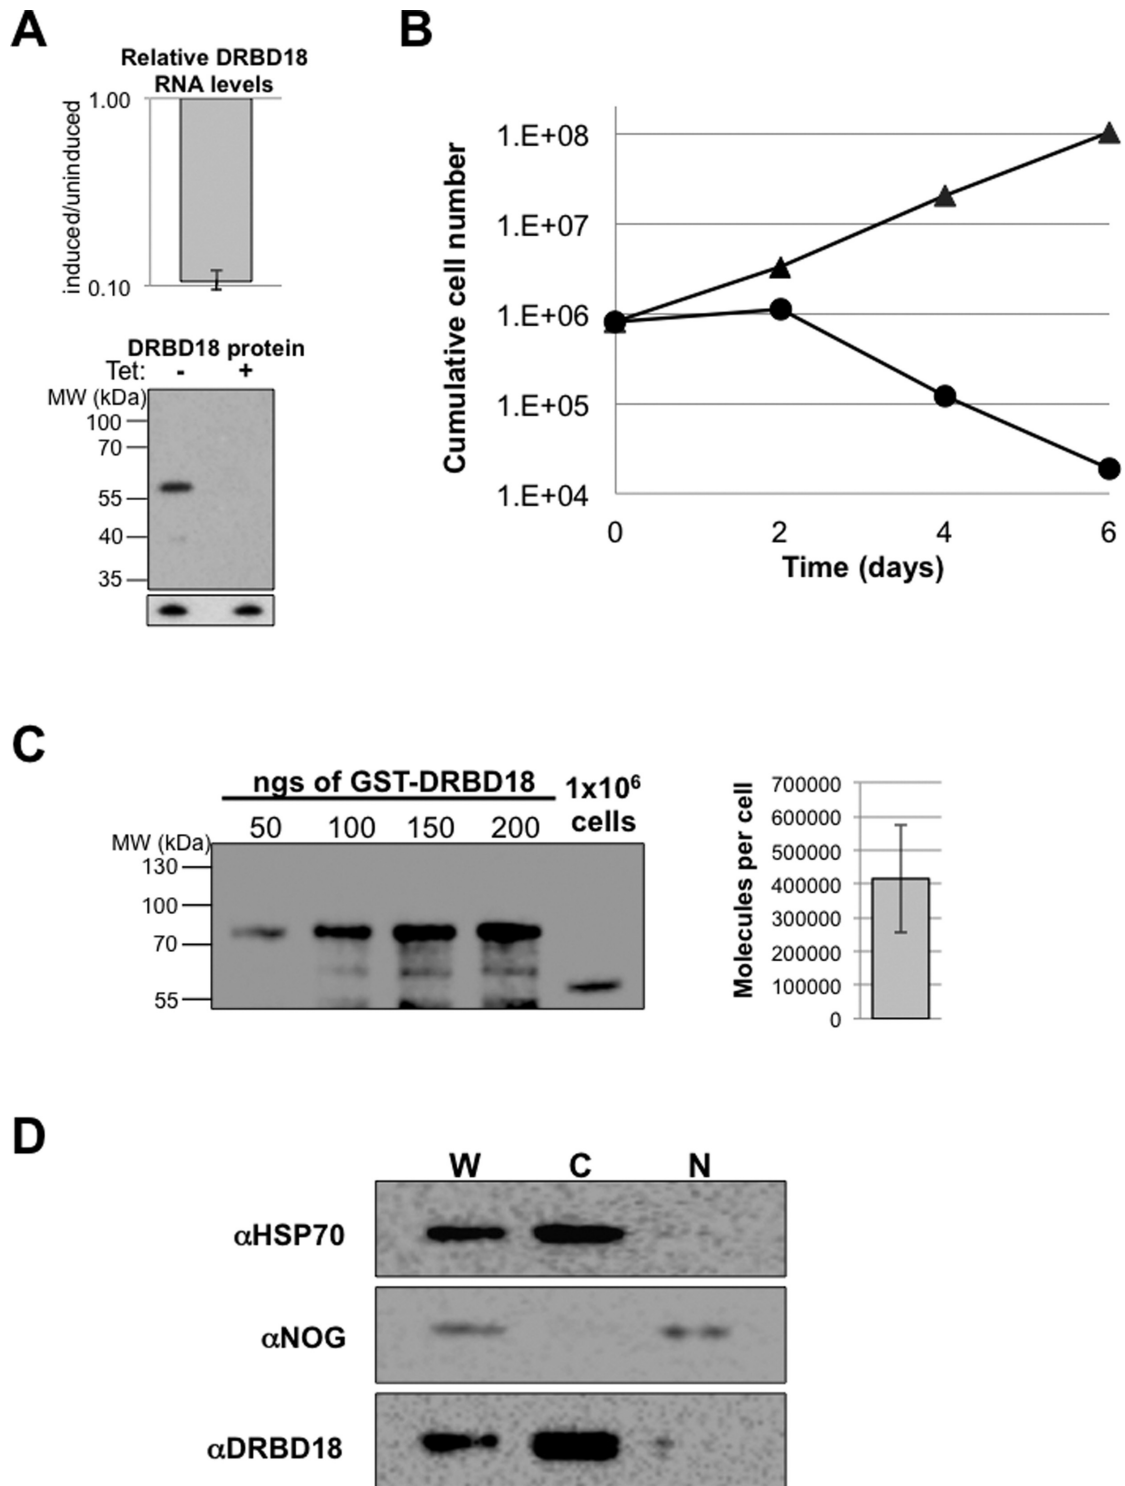 A
Relative DRBD18
RNA levels
induced/uninduced
1.00
0.10
DRBD18 protein
Tet: - +
MW (kDa)
100
70
55
40
35
B
Cumulative cell number
1.E+08
1.E+07
1.E+06
1.E+05
1.E+04
0 2 4 6
Time (days)
C
ngs of GST-DRBD18
1x10⁶
cells
50 100 150 200
MW (kDa)
130
100
70
55
Molecules per cell
700000
600000
500000
400000
300000
200000
100000
0
D
W C N
αHSP70
αNOG
αDRBD18